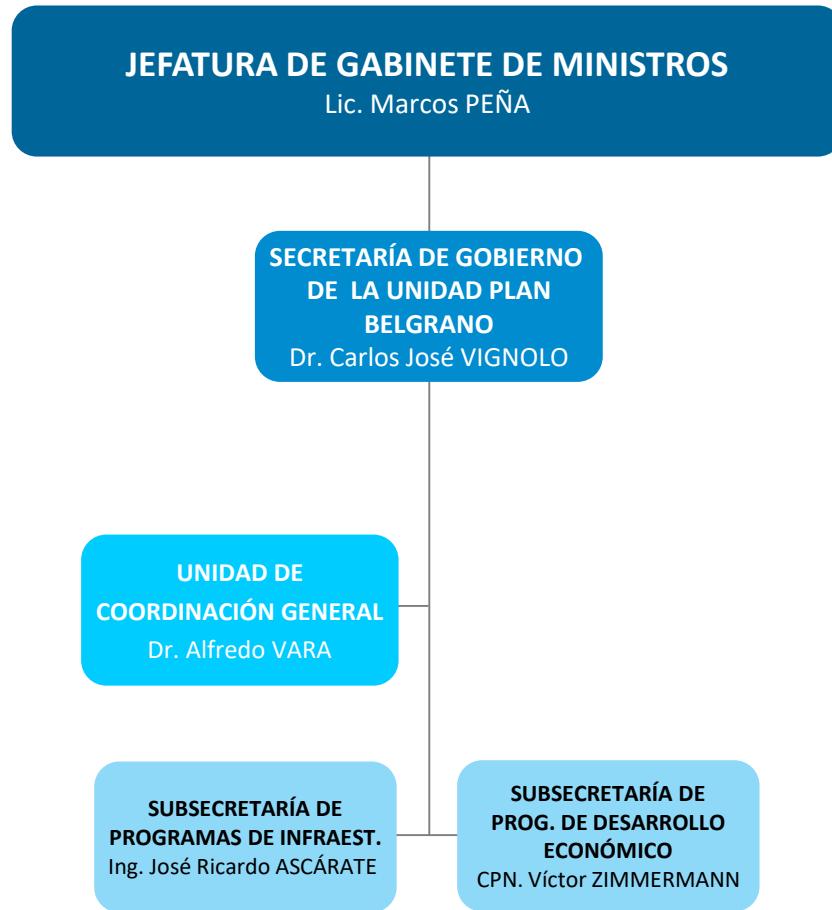 JEFATURA DE GABINETE DE MINISTROS
Lic. Marcos PEÑA
SECRETARÍA DE GOBIERNO
DE LA UNIDAD PLAN
BELGRANO
Dr. Carlos José VIGNOLO
UNIDAD DE
COORDINACIÓN GENERAL
Dr. Alfredo VARA
SUBSECRETARÍA DE
PROGRAMAS DE INFRAEST.
Ing. José Ricardo ASCÁRATE
SUBSECRETARÍA DE
PROG. DE DESARROLLO
ECONÓMICO
CPN. Víctor ZIMMERMANN